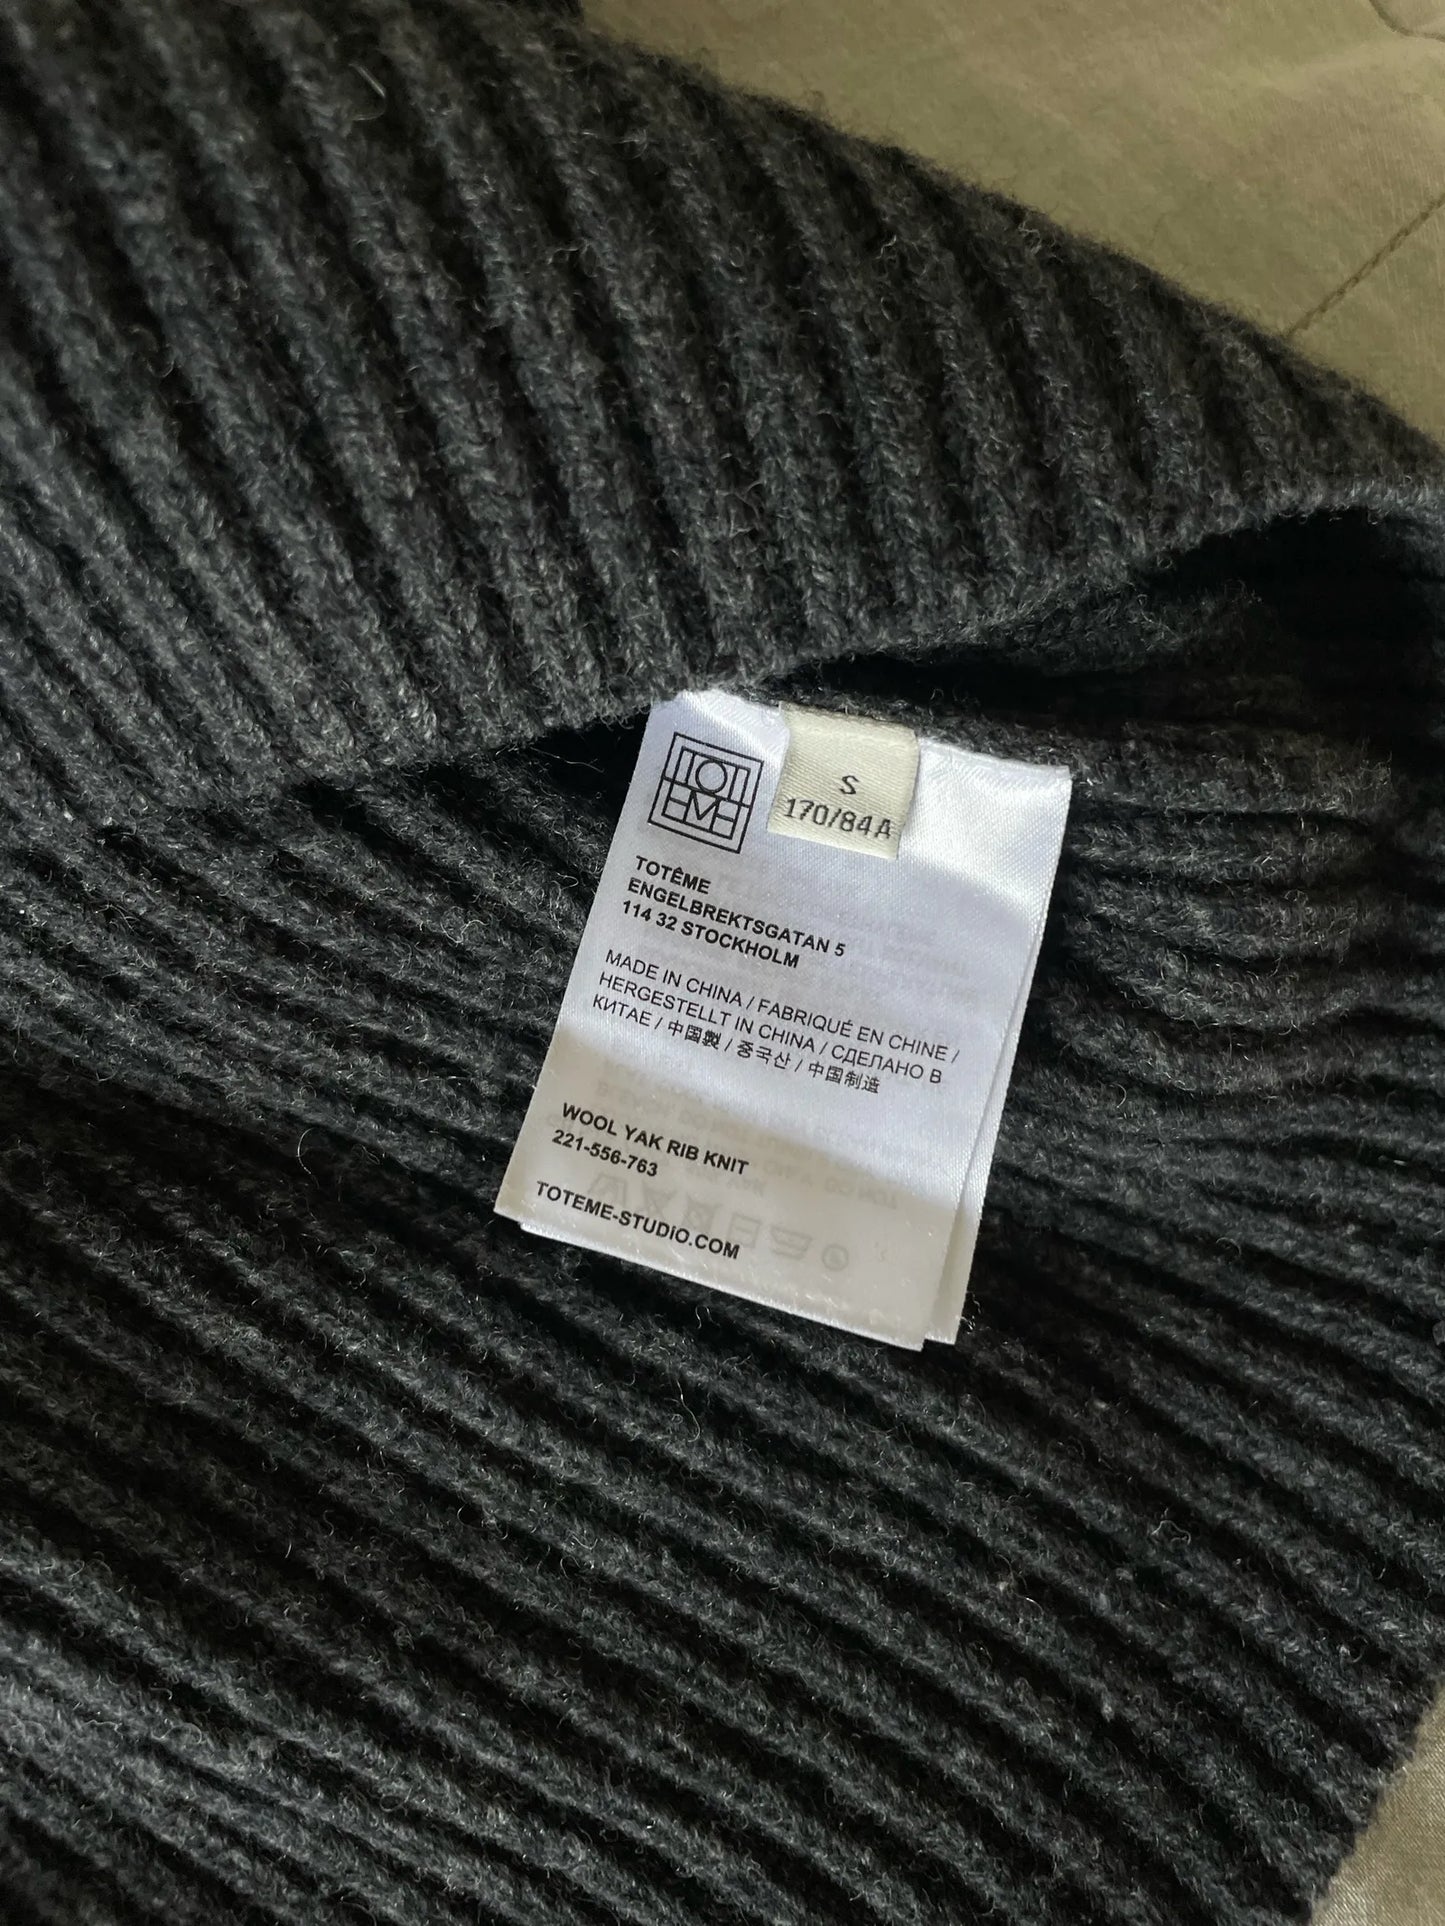 TOTEME
S
170/84A
TOTÊME
ENGELBREKTSGATAN 5
114 32 STOCKHOLM
MADE IN CHINA / FABRIQUÉ EN CHINE /
HERGESTELLT IN CHINA / СДЕЛАНО В
КИТАЕ / 中国製 / 중국산 / 中国制造
WOOL YAK RIB KNIT
221-556-763
TOTEME-STUDiO.COM